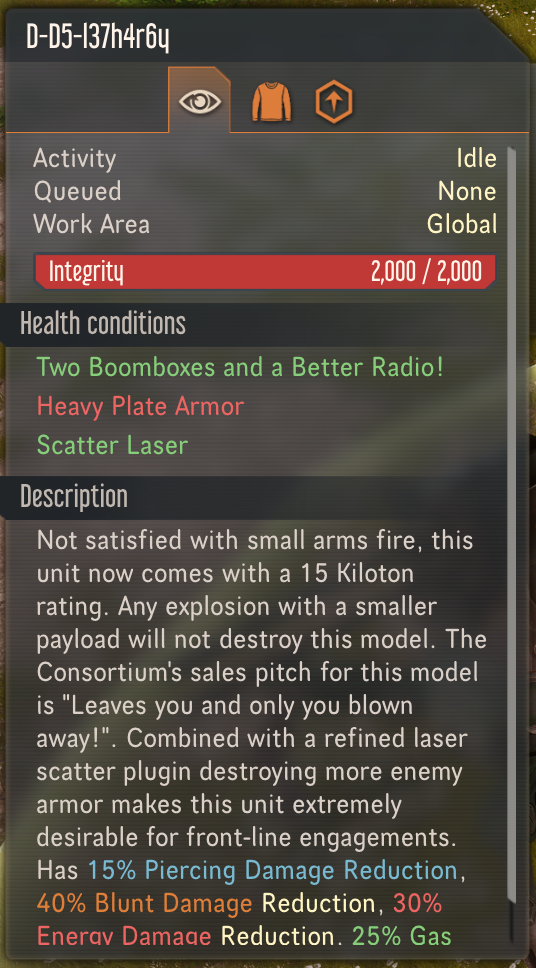 D-D5-l37h4r6y
Activity Idle
Queued None
Work Area Global
Integrity 2,000 / 2,000
Health conditions
Two Boomboxes and a Better Radio!
Heavy Plate Armor
Scatter Laser
Description
Not satisfied with small arms fire, this
unit now comes with a 15 Kiloton
rating. Any explosion with a smaller
payload will not destroy this model. The
Consortium's sales pitch for this model
is "Leaves you and only you blown
away!". Combined with a refined laser
scatter plugin destroying more enemy
armor makes this unit extremely
desirable for front-line engagements.
Has 15% Piercing Damage Reduction,
40% Blunt Damage Reduction, 30%
Energy Damage Reduction. 25% Gas